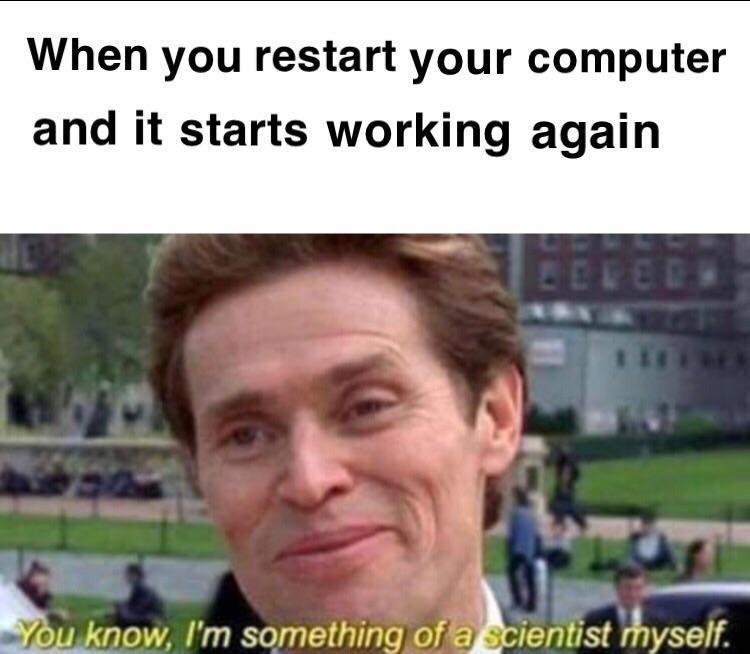 When you restart your computer
and it starts working again
You know, I'm something of a scientist myself.